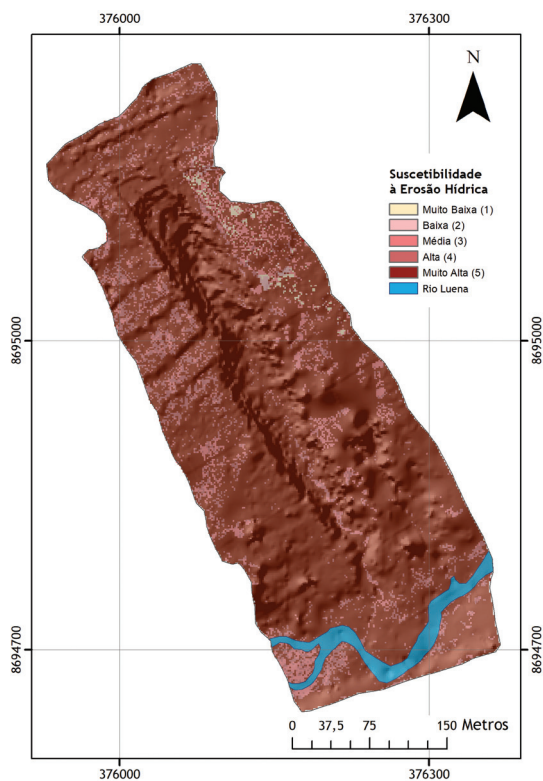 376000
376300
N
Suscetibilidade
à Erosão Hídrica
Muito Baixa (1)
Baixa (2)
Média (3)
Alta (4)
Muito Alta (5)
Rio Luena
8695000
8695000
8694700
8694700
0 37,5 75 150 Metros
376000
376300